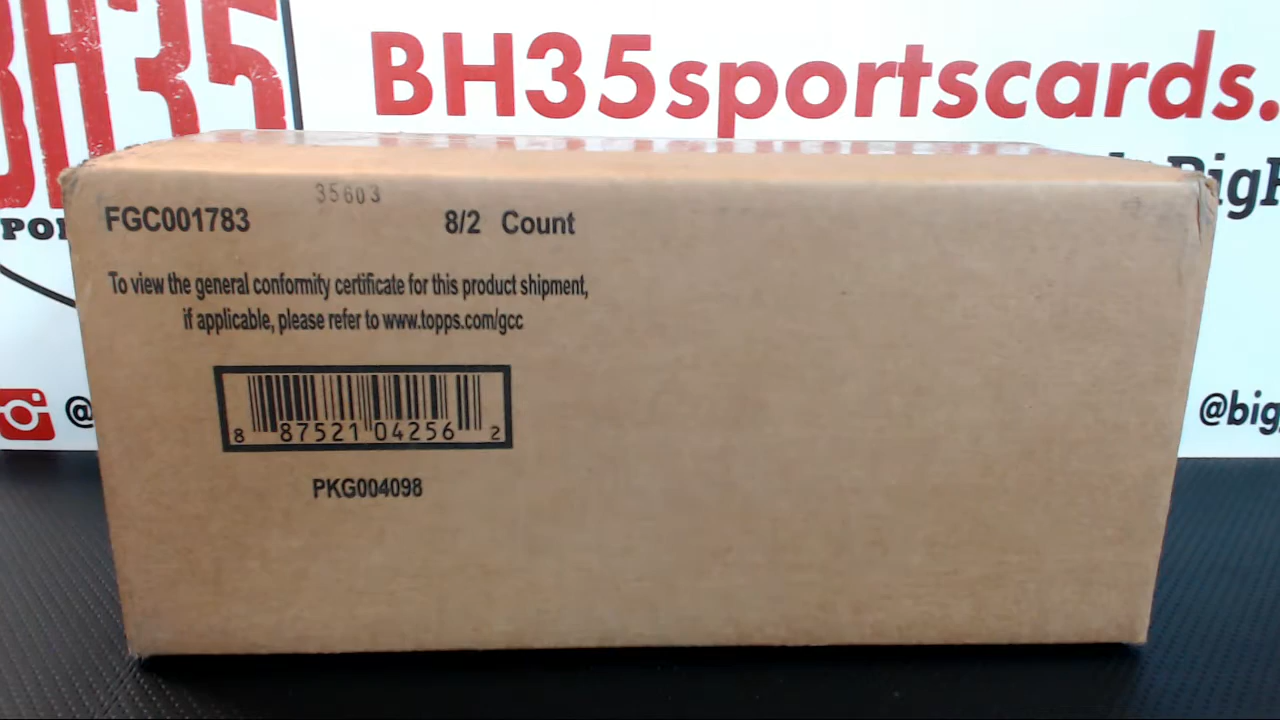 BH35
BH35sportscards.
35603
FGC001783 8/2 Count
To view the general conformity certificate for this product shipment,
if applicable, please refer to www.topps.com/gcc
8 87521 04256 2
PKG004098
@big